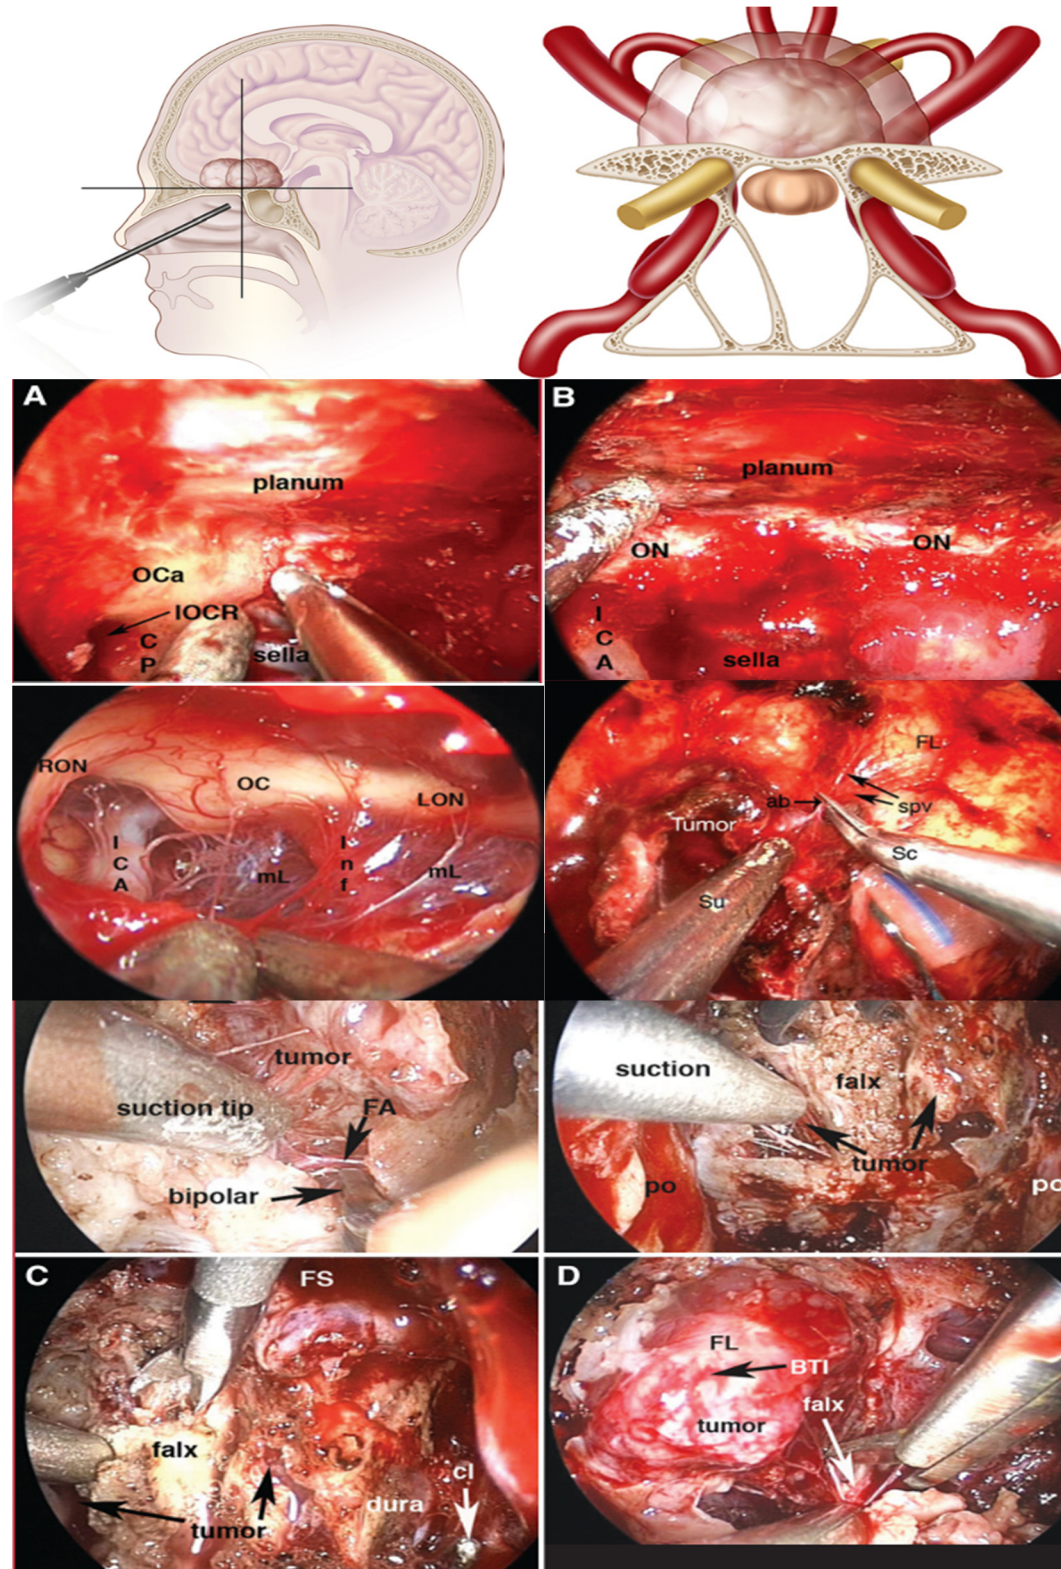 A
planum
OCa
IOCR
C
P
sella
B
planum
ON
ON
I
C
A
sella
RON
OC
LON
I
C
A
mL
I
n
f
mL
FL
ab
spv
Tumor
Sc
Su
tumor
suction tip
FA
bipolar
suction
falx
tumor
po
po
C
FS
falx
cl
dura
tumor
D
FL
BTI
falx
tumor